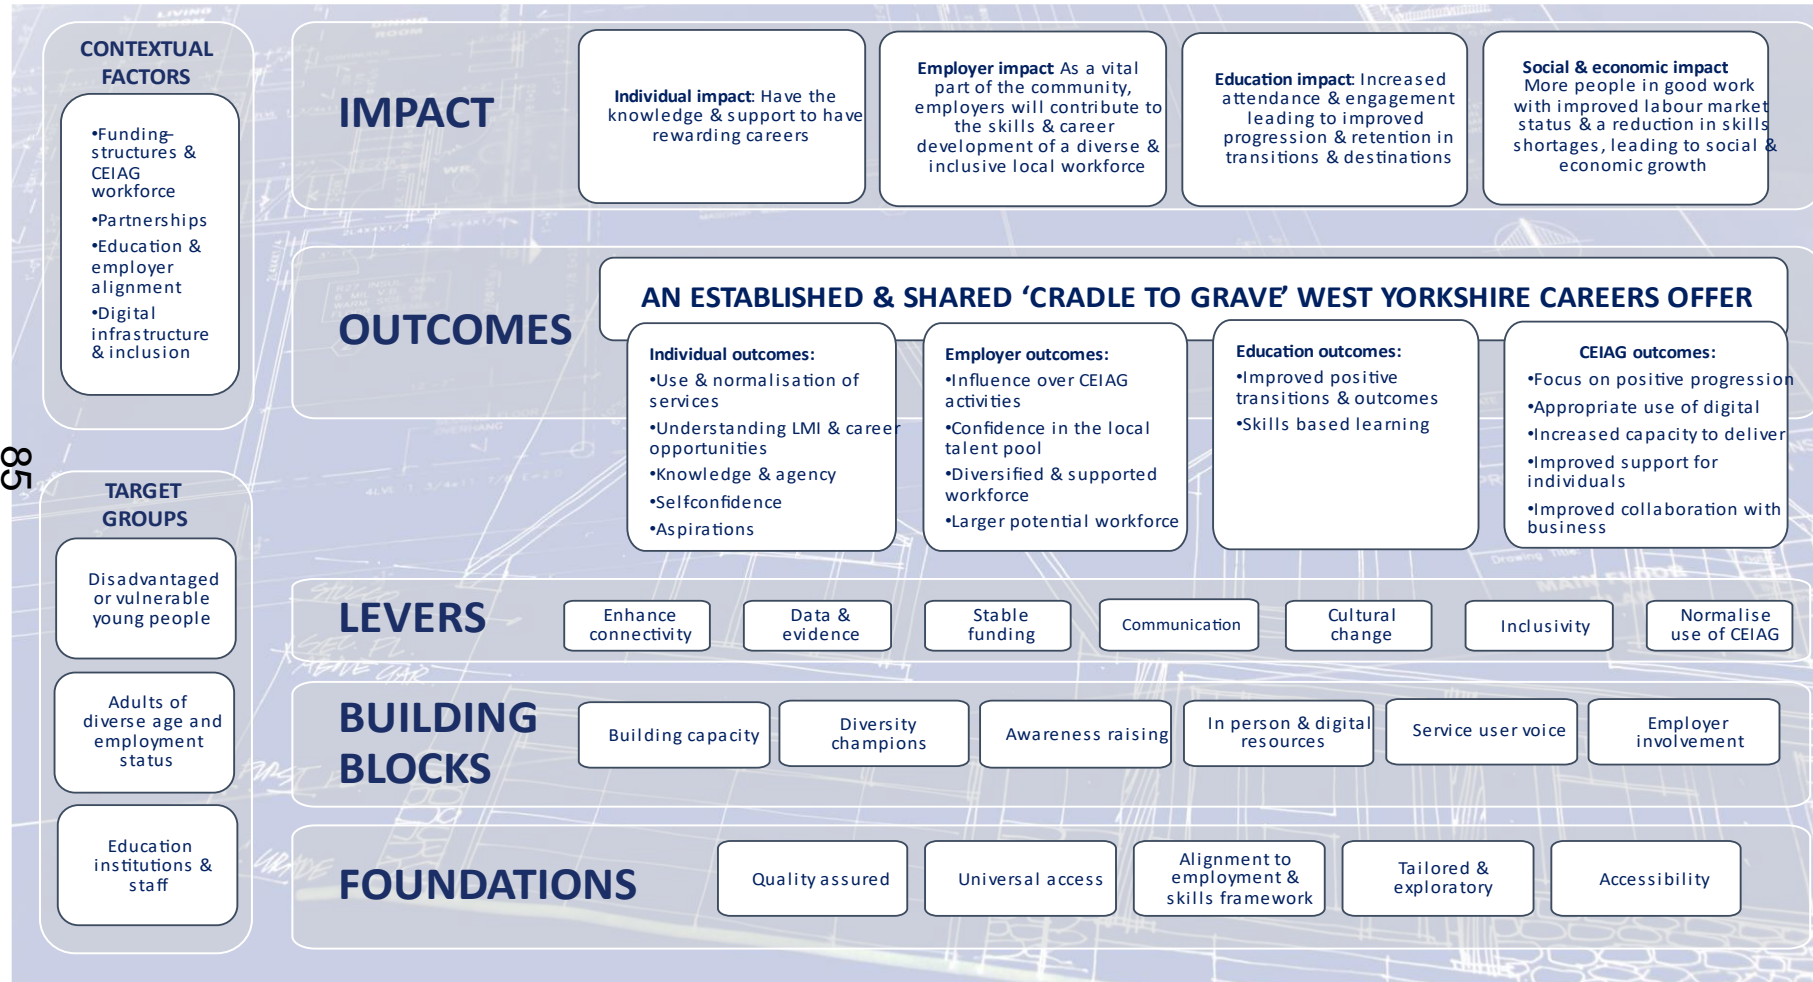 CONTEXTUAL
FACTORS
•Funding–
structures &
CEIAG
workforce
•Partnerships
•Education &
employer
alignment
•Digital
infrastructure
& inclusion
85
TARGET
GROUPS
Disadvantaged
or vulnerable
young people
Adults of
diverse age and
employment
status
Education
institutions &
staff
IMPACT
Individual impact: Have the
knowledge & support to have
rewarding careers
Employer impact As a vital
part of the community,
employers will contribute to
the skills & career
development of a diverse &
inclusive local workforce
Education impact: Increased
attendance & engagement
leading to improved
progression & retention in
transitions & destinations
Social & economic impact
More people in good work
with improved labour market
status & a reduction in skills
shortages, leading to social &
economic growth
OUTCOMES
AN ESTABLISHED & SHARED ‘CRADLE TO GRAVE’ WEST YORKSHIRE CAREERS OFFER
Individual outcomes:
•Use & normalisation of
services
•Understanding LMI & career
opportunities
•Knowledge & agency
•Self-confidence
•Aspirations
Employer outcomes:
•Influence over CEIAG
activities
•Confidence in the local
talent pool
•Diversified & supported
workforce
•Larger potential workforce
Education outcomes:
•Improved positive
transitions & outcomes
•Skills based learning
CEIAG outcomes:
•Focus on positive progression
•Appropriate use of digital
•Increased capacity to deliver
•Improved support for
individuals
•Improved collaboration with
business
LEVERS
Enhance
connectivity
Data &
evidence
Stable
funding
Communication
Cultural
change
Inclusivity
Normalise
use of CEIAG
BUILDING
BLOCKS
Building capacity
Diversity
champions
Awareness raising
In person & digital
resources
Service user voice
Employer
involvement
FOUNDATIONS
Quality assured
Universal access
Alignment to
employment &
skills framework
Tailored &
exploratory
Accessibility
LIVING
ROOM
DINING
ROOM
MAIN FLOOR